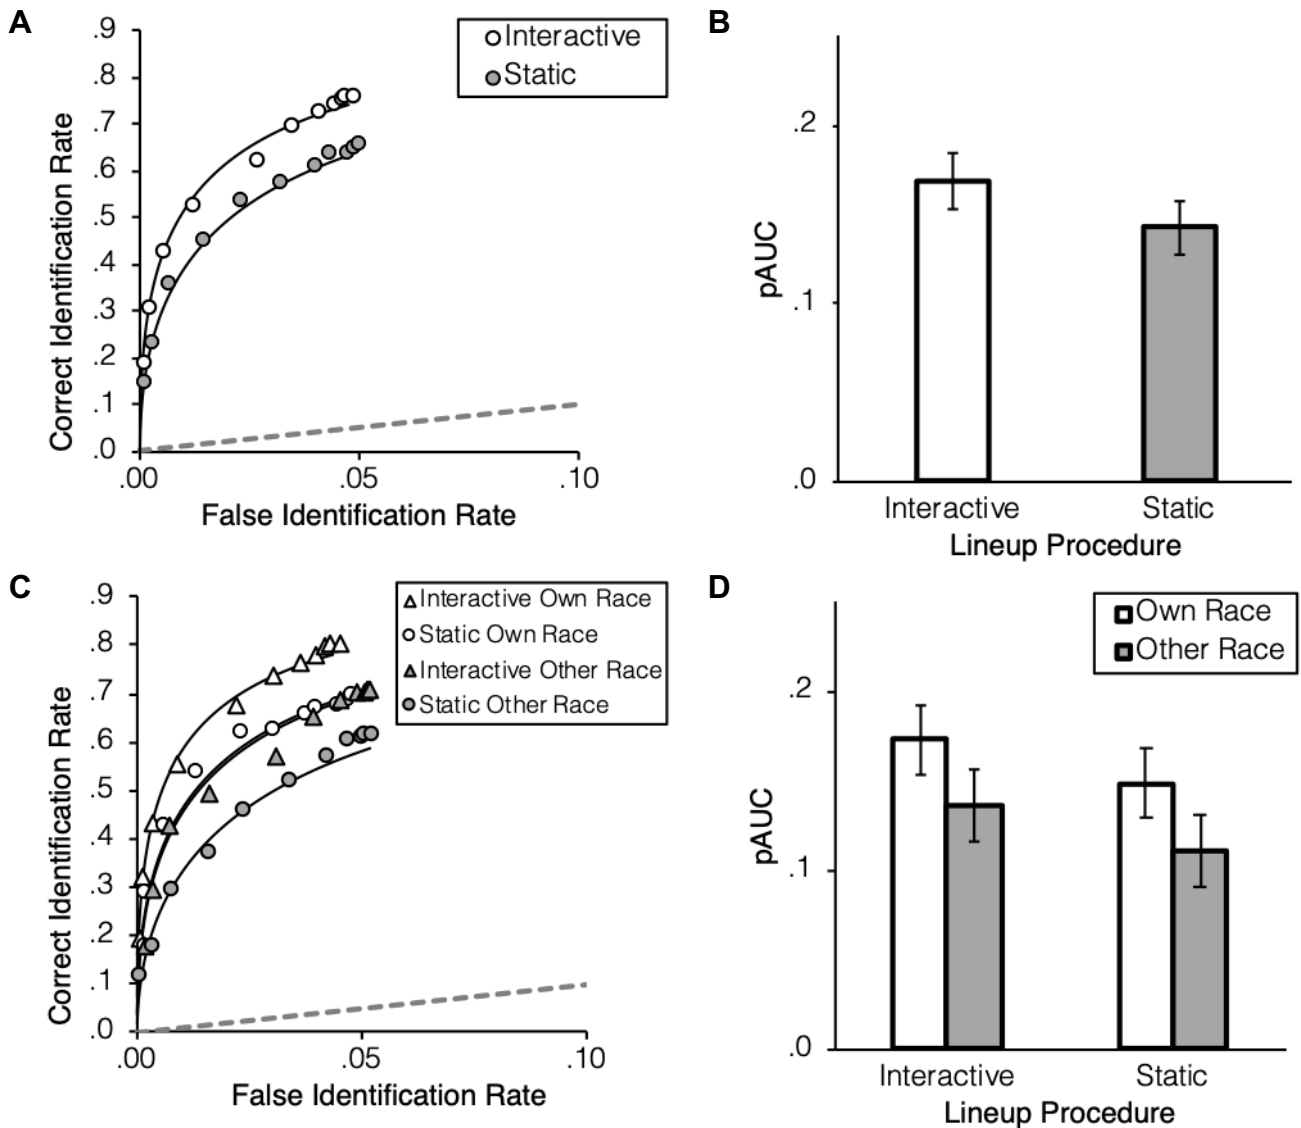 A
.9
.8
.7
.6
.5
.4
.3
.2
.1
.0
Correct Identification Rate
Interactive
Static
.00
.05
.10
False Identification Rate
B
.2
.1
.0
pAUC
Interactive
Static
Lineup Procedure
C
.9
.8
.7
.6
.5
.4
.3
.2
.1
.0
Correct Identification Rate
Interactive Own Race
Static Own Race
Interactive Other Race
Static Other Race
.00
.05
.10
False Identification Rate
D
Own Race
Other Race
.2
.1
.0
pAUC
Interactive
Static
Lineup Procedure